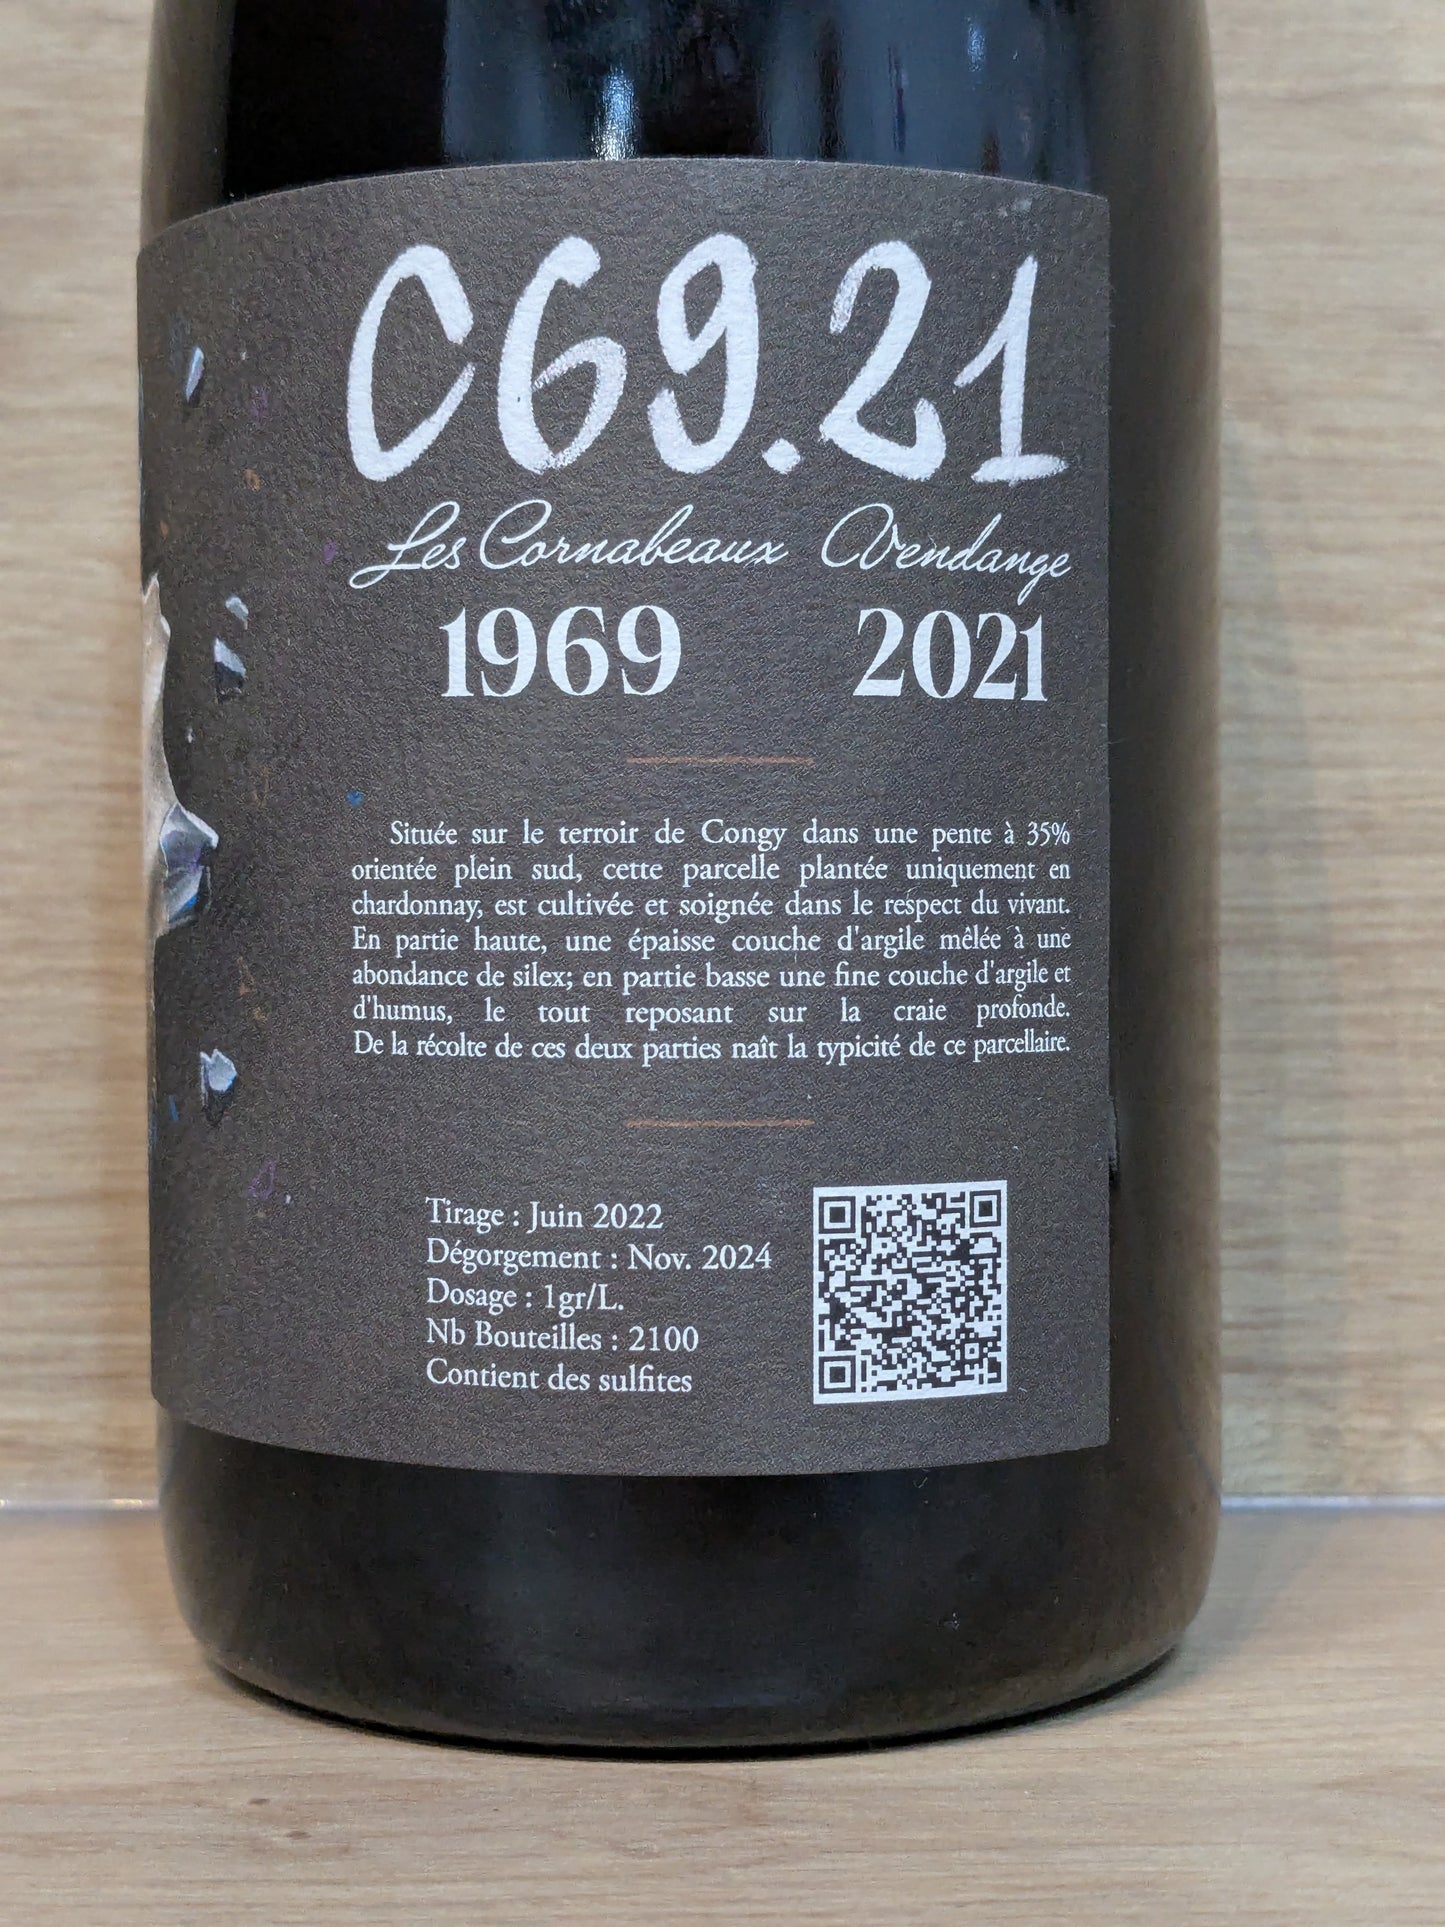 C69.21
Les Cornabeaux Vendange
1969 2021
Située sur le terroir de Congy dans une pente à 35%
orientée plein sud, cette parcelle plantée uniquement en
chardonnay, est cultivée et soignée dans le respect du vivant.
En partie haute, une épaisse couche d'argile mêlée à une
abondance de silex; en partie basse une fine couche d'argile et
d'humus, le tout reposant sur la craie profonde.
De la récolte de ces deux parties naît la typicité de ce parcellaire.
Tirage : Juin 2022
Dégorgement : Nov. 2024
Dosage : 1gr/L.
Nb Bouteilles : 2100
Contient des sulfites